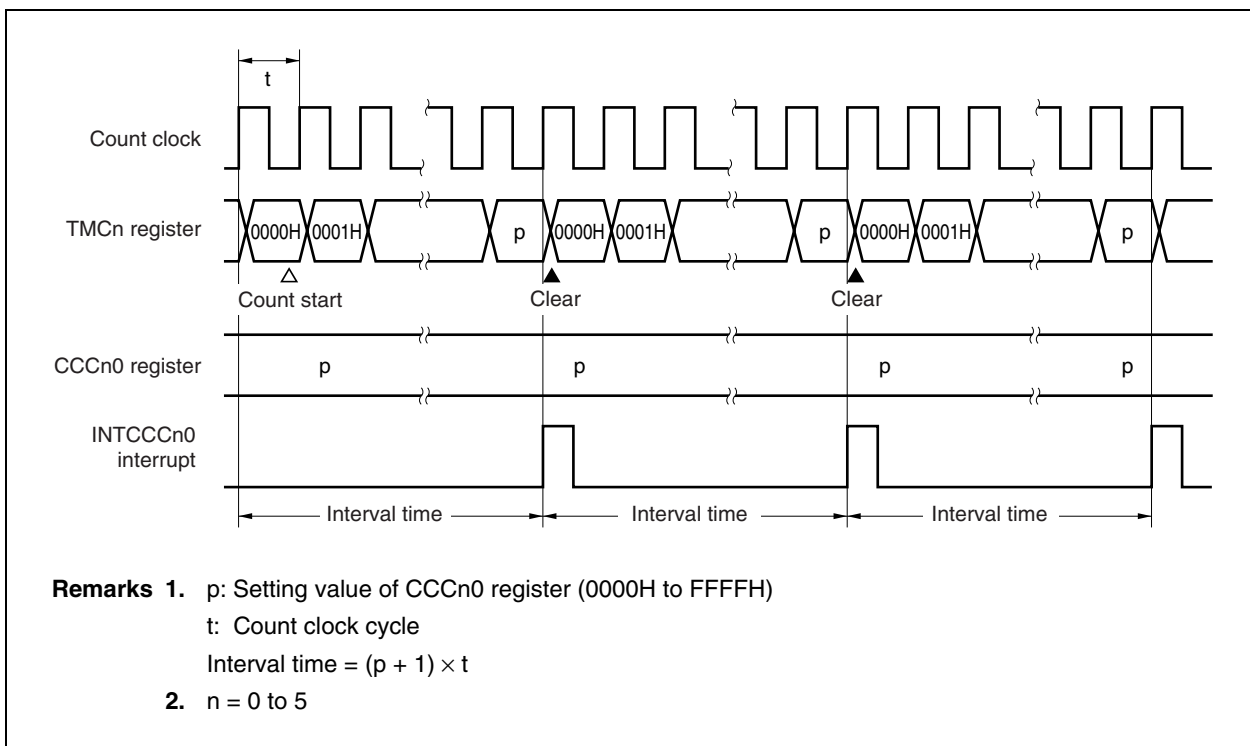 t
Count clock
TMCn register
0000H 0001H p 0000H 0001H p 0000H 0001H p
Count start Clear Clear
CCCn0 register p p p p
INTCCCn0
interrupt
Interval time Interval time Interval time
Remarks 1. p: Setting value of CCCn0 register (0000H to FFFFH)
t: Count clock cycle
Interval time = (p + 1) × t
2. n = 0 to 5